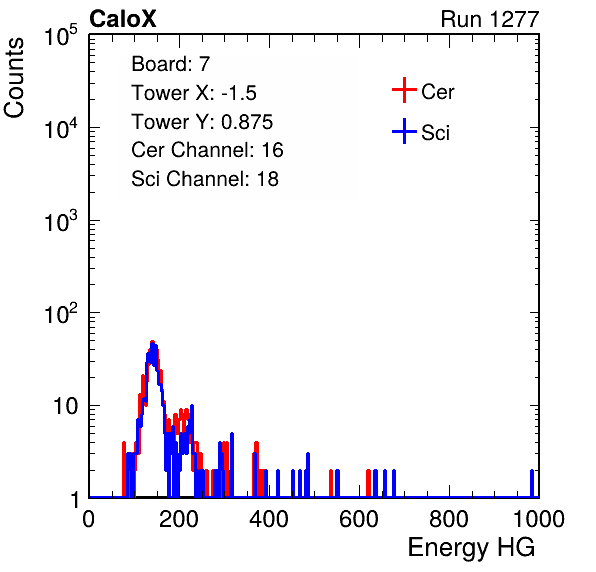 CaloX Run 1277
Counts
Board: 7
Tower X: -1.5
Tower Y: 0.875
Cer Channel: 16
Sci Channel: 18
Cer
Sci
10^5
10^4
10^3
10^2
10
1
0 200 400 600 800 1000
Energy HG